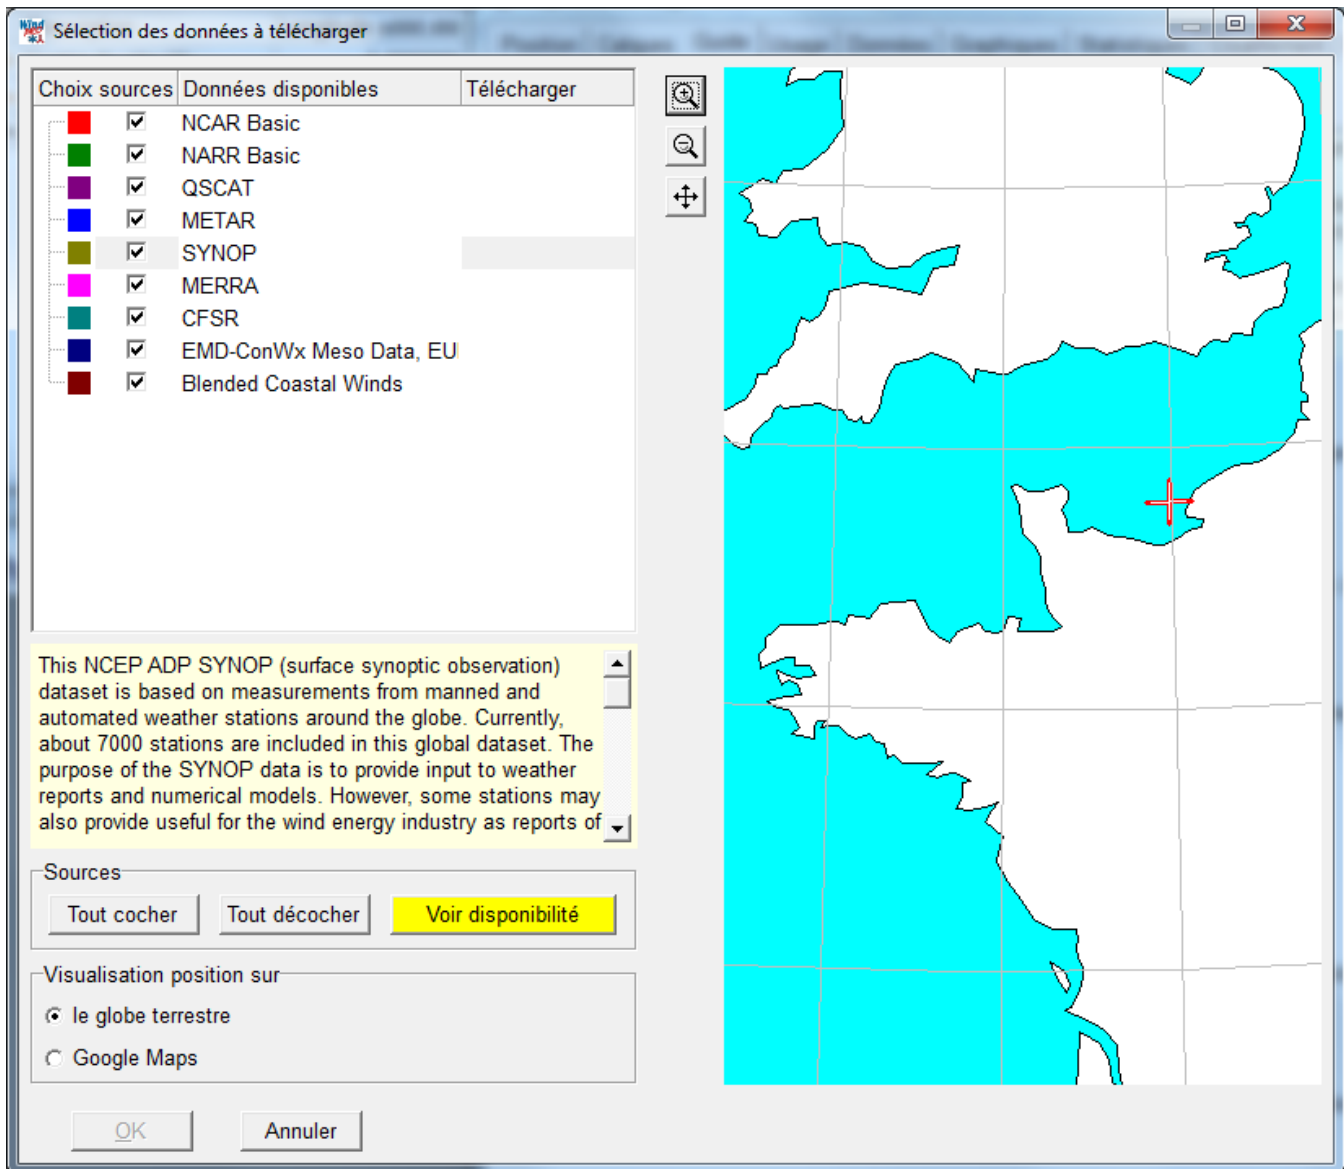 Sélection des données à télécharger
Choix sources Données disponibles Télécharger
NCAR Basic
NARR Basic
QSCAT
METAR
SYNOP
MERRA
CFSR
EMD-ConWx Meso Data, EU
Blended Coastal Winds
This NCEP ADP SYNOP (surface synoptic observation)
dataset is based on measurements from manned and
automated weather stations around the globe. Currently,
about 7000 stations are included in this global dataset. The
purpose of the SYNOP data is to provide input to weather
reports and numerical models. However, some stations may
also provide useful for the wind energy industry as reports of
Sources
Tout cocher Tout décocher Voir disponibilité
Visualisation position sur
le globe terrestre
Google Maps
OK Annuler